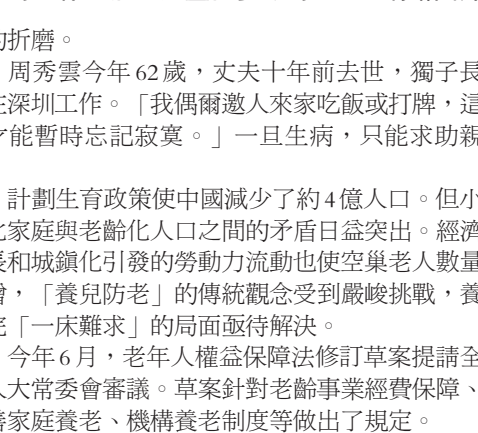 的折磨。
周秀雲今年62歲，丈夫十年前去世，獨子長
在深圳工作。「我偶爾邀人來家吃飯或打牌，這
才能暫時忘記寂寞。」一旦生病，只能求助親
計劃生育政策使中國減少了約4億人口。但小
化家庭與老齡化人口之間的矛盾日益突出。經濟
長和城鎮化引發的勞動力流動也使空巢老人數量
增，「養兒防老」的傳統觀念受到嚴峻挑戰，養
院「一床難求」的局面亟待解決。
今年6月，老年人權益保障法修訂草案提請全
人大常委會審議。草案針對老齡事業經費保障、
善家庭養老、機構養老制度等做出了規定。